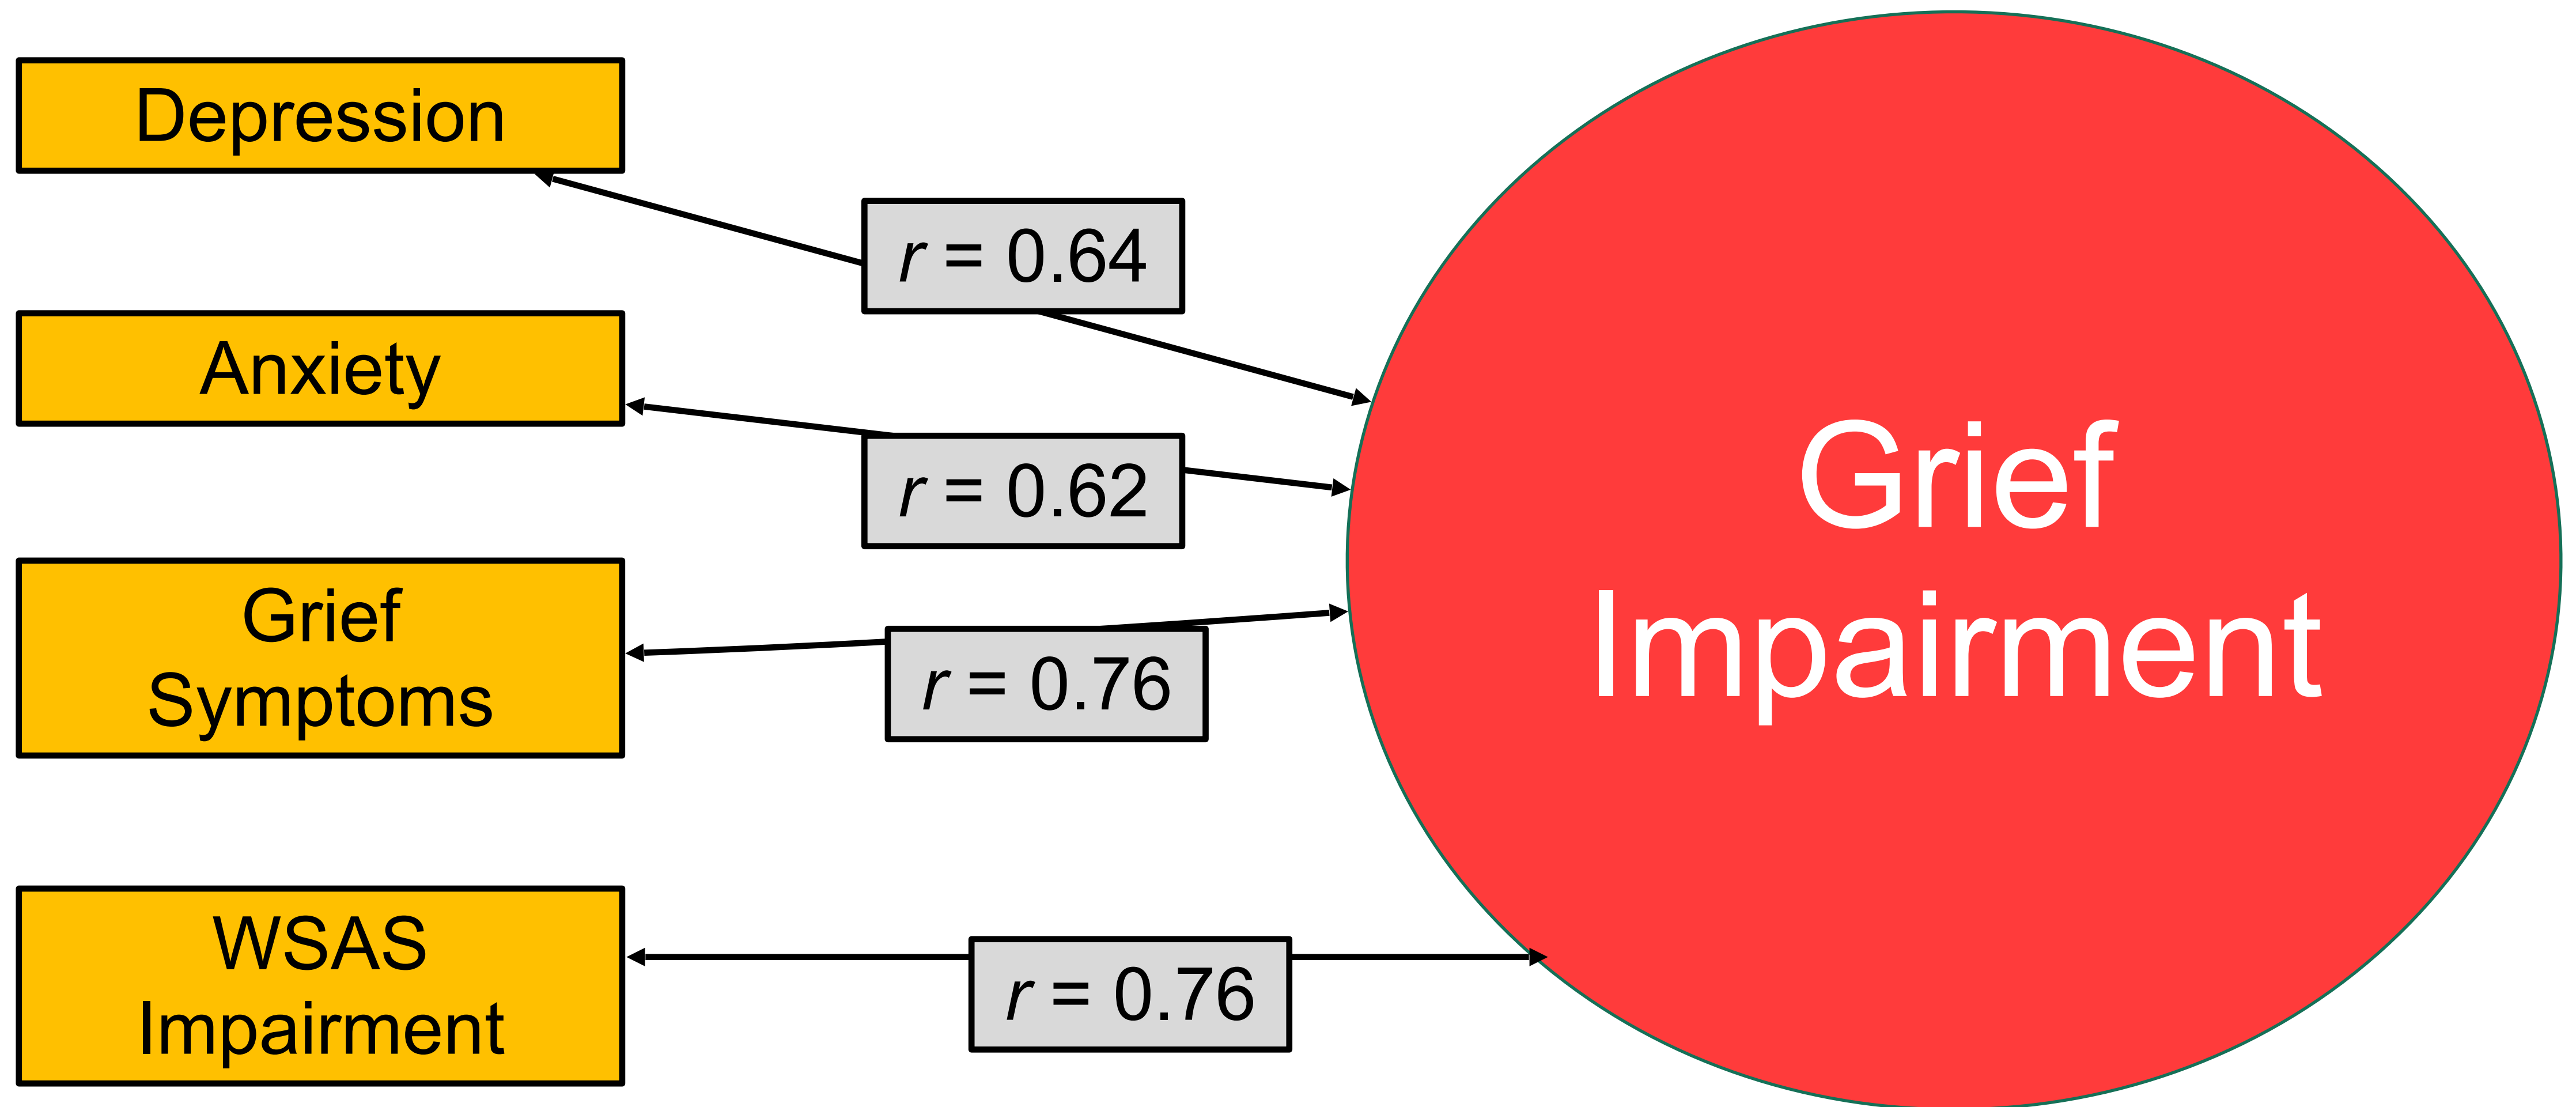 Depression
r = 0.64
Anxiety
r = 0.62
Grief
Symptoms
r = 0.76
WSAS
Impairment
r = 0.76
Grief
Impairment